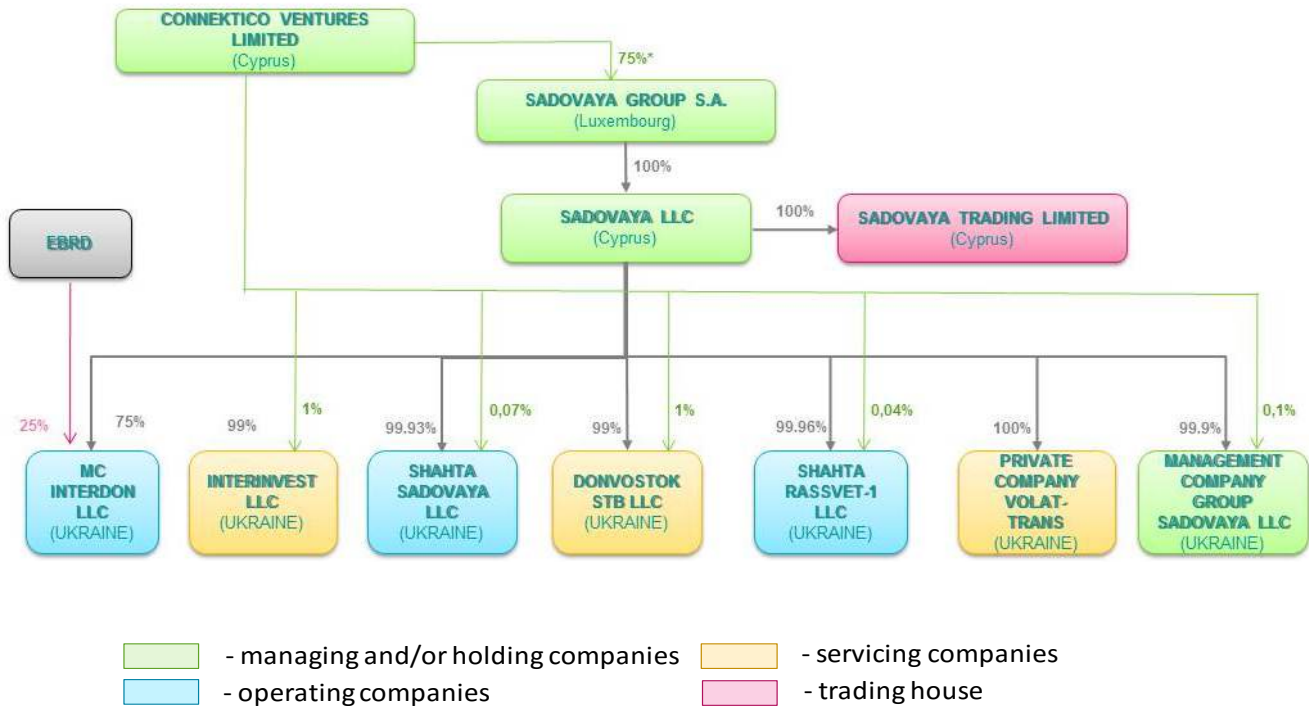 CONNEKTICO VENTURES
LIMITED
(Cyprus)
75%*
SADOVAYA GROUP S.A.
(Luxembourg)
100%
SADOVAYA LLC
(Cyprus)
100%
SADOVAYA TRADING LIMITED
(Cyprus)
EBRD
25%
75%
99%
1%
99.93%
0,07%
99%
1%
99.96%
0,04%
100%
99.9%
0,1%
MC
INTERDON
LLC
(UKRAINE)
INTERINVEST
LLC
(UKRAINE)
SHAHTA
SADOVAYA
LLC
(UKRAINE)
DONVOSTOK
STB LLC
(UKRAINE)
SHAHTA
RASSVET-1
LLC
(UKRAINE)
PRIVATE
COMPANY
VOLAT-
TRANS
(UKRAINE)
MANAGEMENT
COMPANY
GROUP
SADOVAYA LLC
(UKRAINE)
- managing and/or holding companies
- servicing companies
- operating companies
- trading house